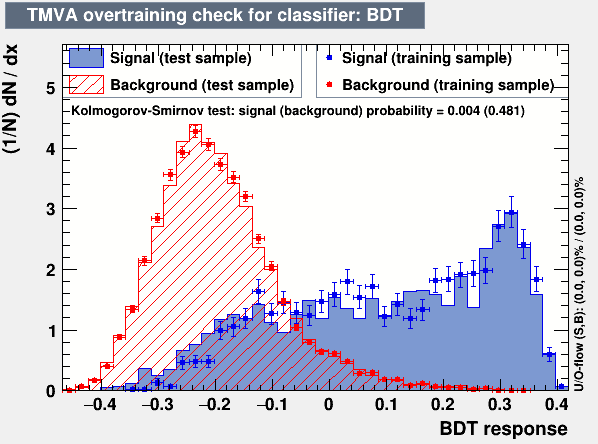 TMVA overtraining check for classifier: BDT
Signal (test sample)
Signal (training sample)
Background (test sample)
Background (training sample)
Kolmogorov-Smirnov test: signal (background) probability = 0.004 (0.481)
(1/N) dN / dx
5
4
3
2
1
0
−0.4 −0.3 −0.2 −0.1 0 0.1 0.2 0.3 0.4
BDT response
U/O-flow (S,B): (0.0, 0.0)% / (0.0, 0.0)%